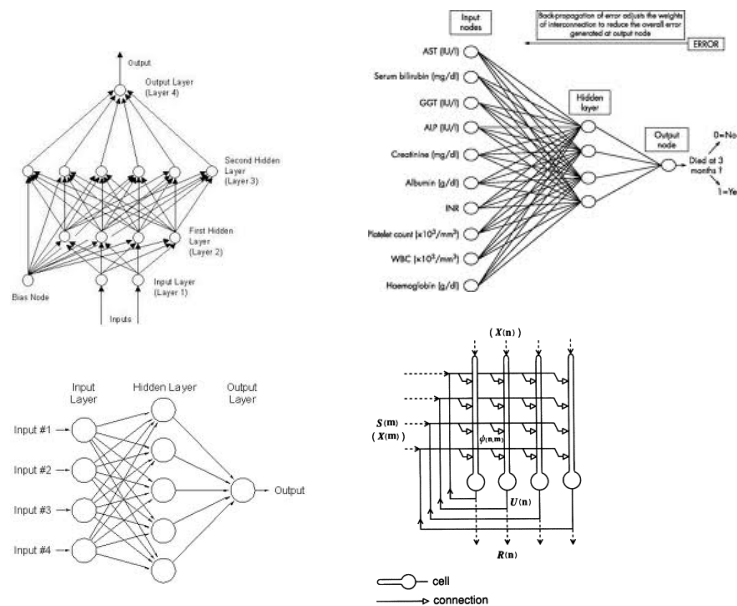 Output
Output Layer
(Layer 4)
Second Hidden
Layer
(Layer 3)
First Hidden
Layer
(Layer 2)
Bias Node
Input Layer
(Layer 1)
Inputs
Input
nodes
Back-propagation of error adjusts the weights
of interconnection to reduce the overall error
generated at output node
ERROR
AST (IU/l)
Serum bilirubin (mg/dl)
GGT (IU/l)
ALP (IU/l)
Creatinine (mg/dl)
Albumin (g/dl)
INR
Platelet count (×10³/mm³)
WBC (×10³/mm³)
Haemoglobin (g/dl)
Hidden
layer
Output
node
0=No
Died at 3
months ?
1=Ye
Input
Layer
Hidden Layer
Output
Layer
Input #1
Input #2
Input #3
Input #4
Output
(X(n))
S(m)
(X(m))
φ(n,m)
U(n)
R(n)
cell
connection